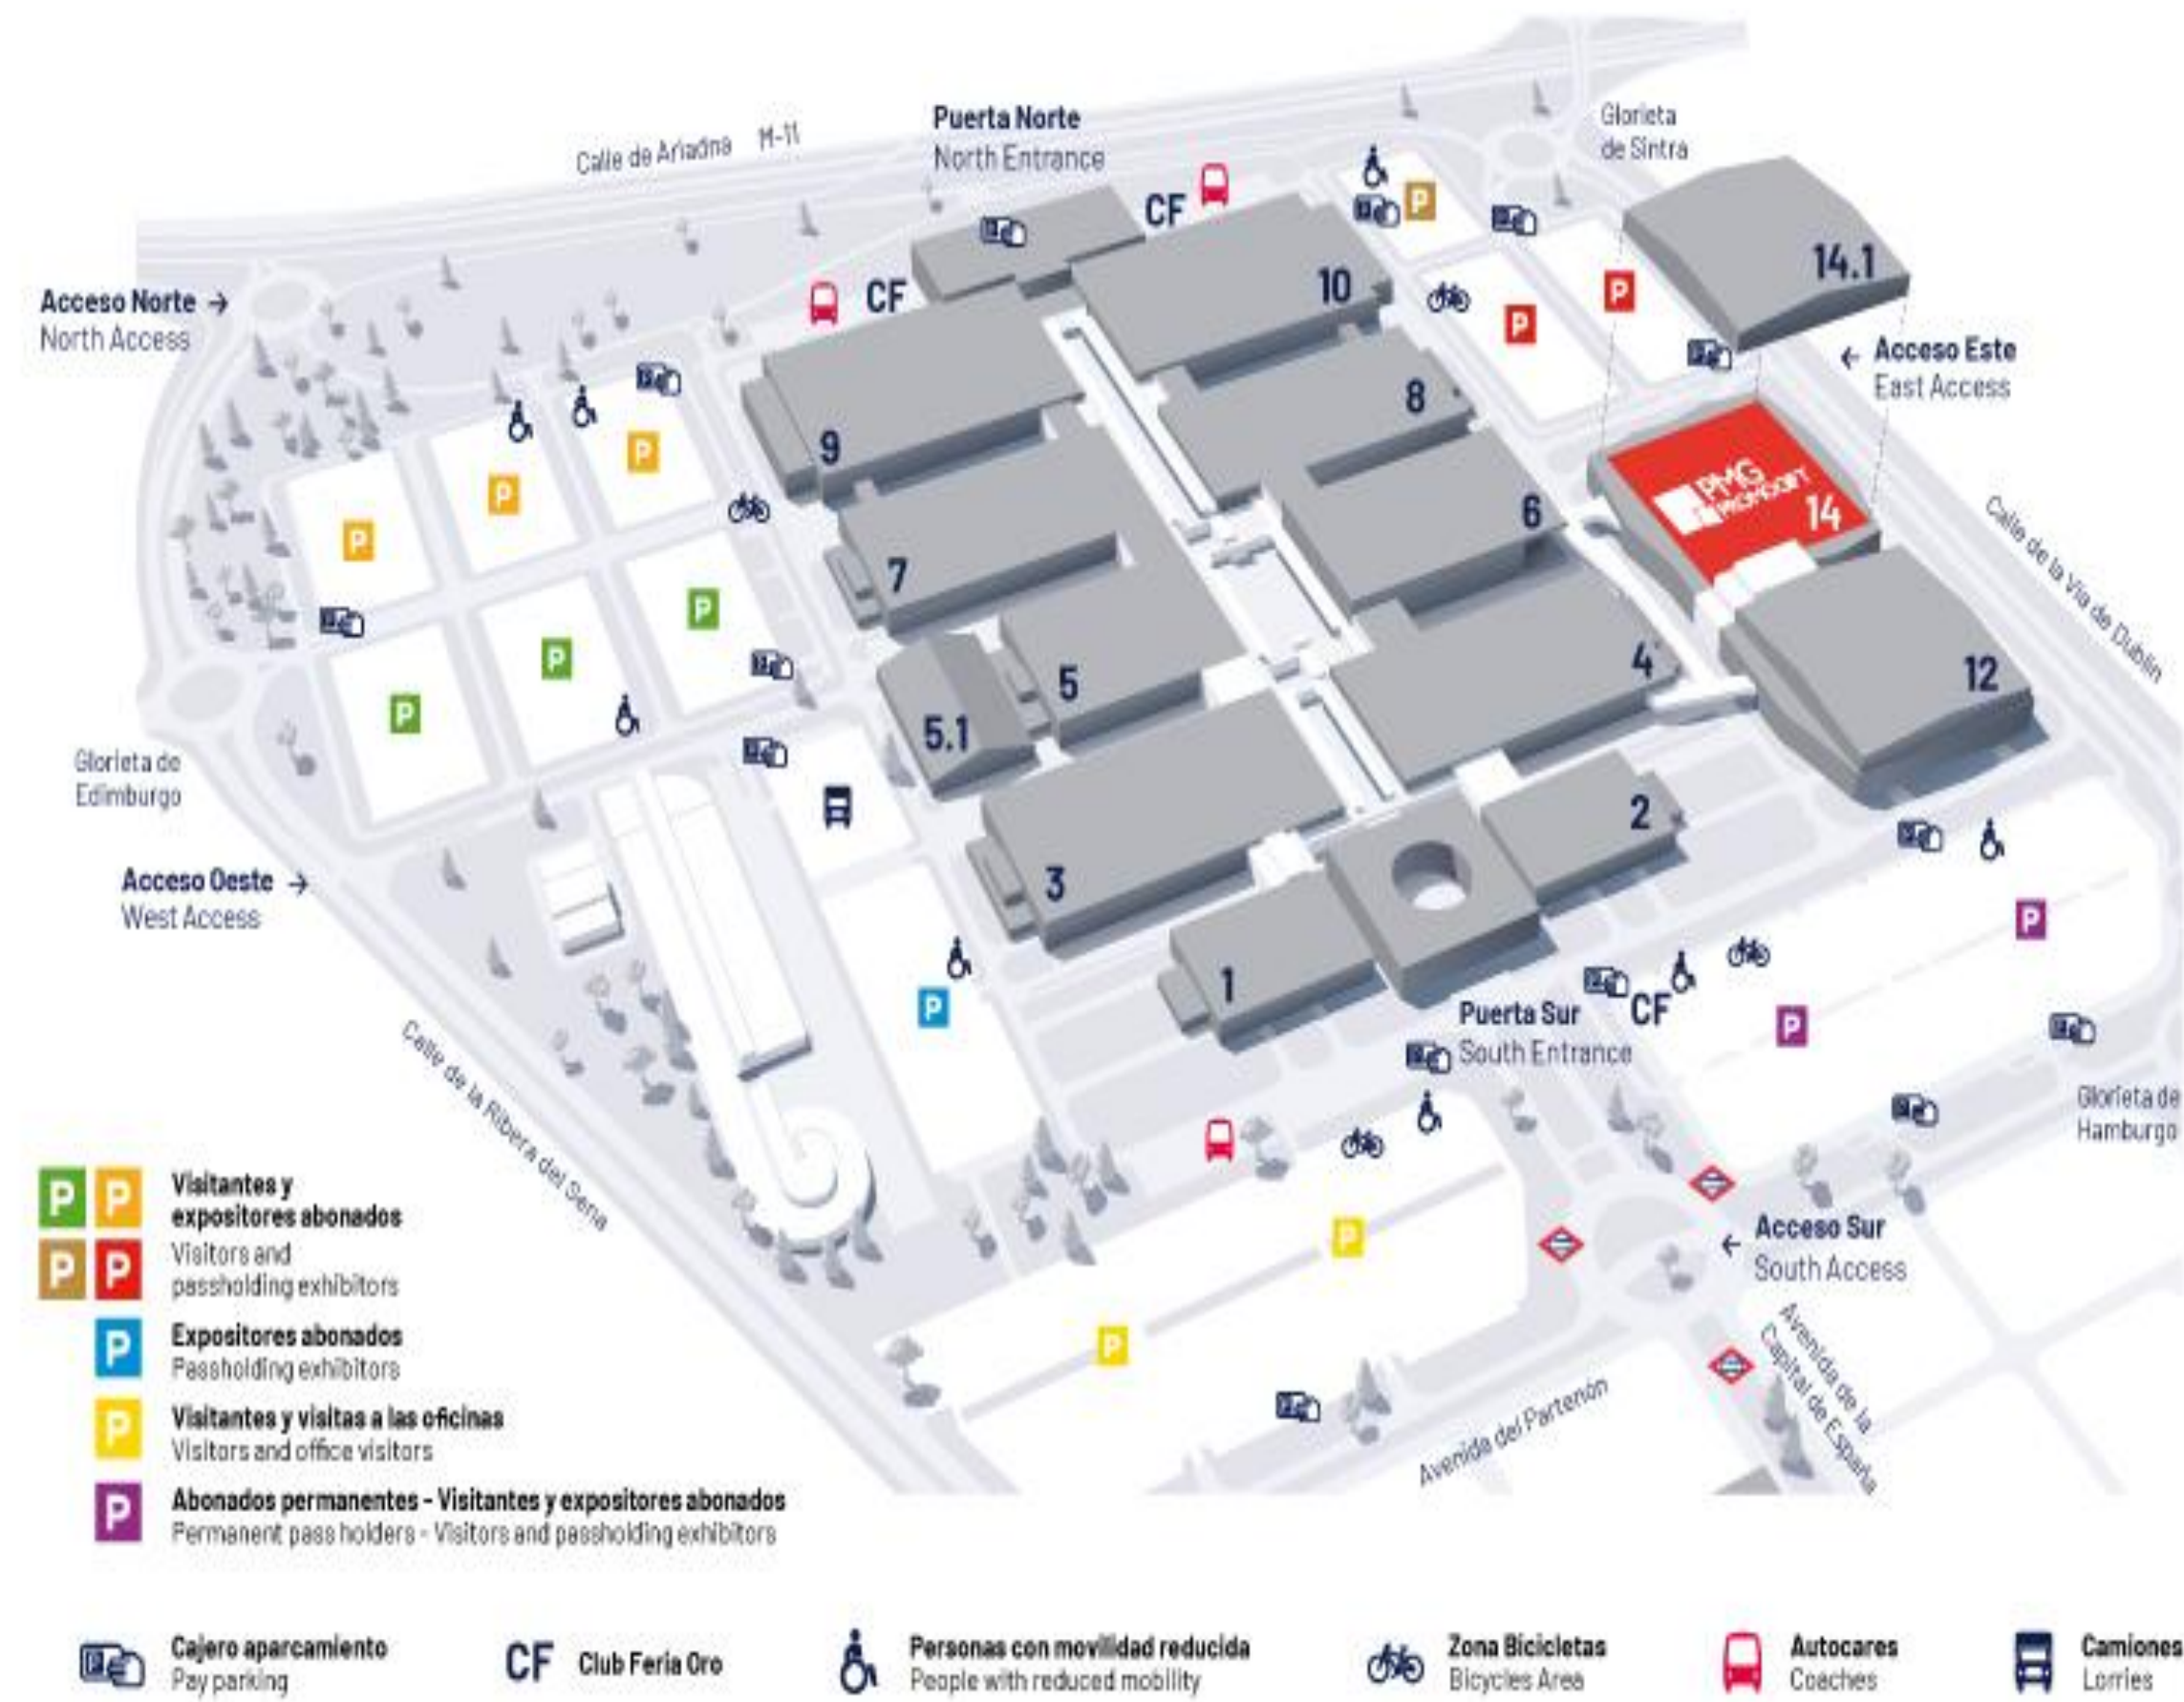 Puerta Norte
North Entrance
Calle de Ariadna M-11
Glorieta
de Sintra
CF
P
14.1
10
Acceso Norte →
North Access
CF
P
P
← Acceso Este
East Access
8
9
P
P
P
6
PMG
PROMOGIFT
14
Calle de la Vía de Dublin
7
P
P
P
5
4
12
5.1
Glorieta de
Edimburgo
2
3
Acceso Oeste →
West Access
1
P
P
CF
Puerta Sur
South Entrance
P
Glorieta de
Hamburgo
Calle de la Ribera del Sena
P
P
← Acceso Sur
South Access
Avenida de la
Capital de España
Avenida del Partenón
P P Visitantes y
expositores abonados
P P Visitors and
passholding exhibitors
P Expositores abonados
Passholding exhibitors
P Visitantes y visitas a las oficinas
Visitors and office visitors
P Abonados permanentes - Visitantes y expositores abonados
Permanent pass holders - Visitors and passholding exhibitors
P Cajero aparcamiento
Pay parking
CF Club Feria Oro
Personas con movilidad reducida
People with reduced mobility
Zona Bicicletas
Bicycles Area
Autocares
Coaches
Camiones
Lorries